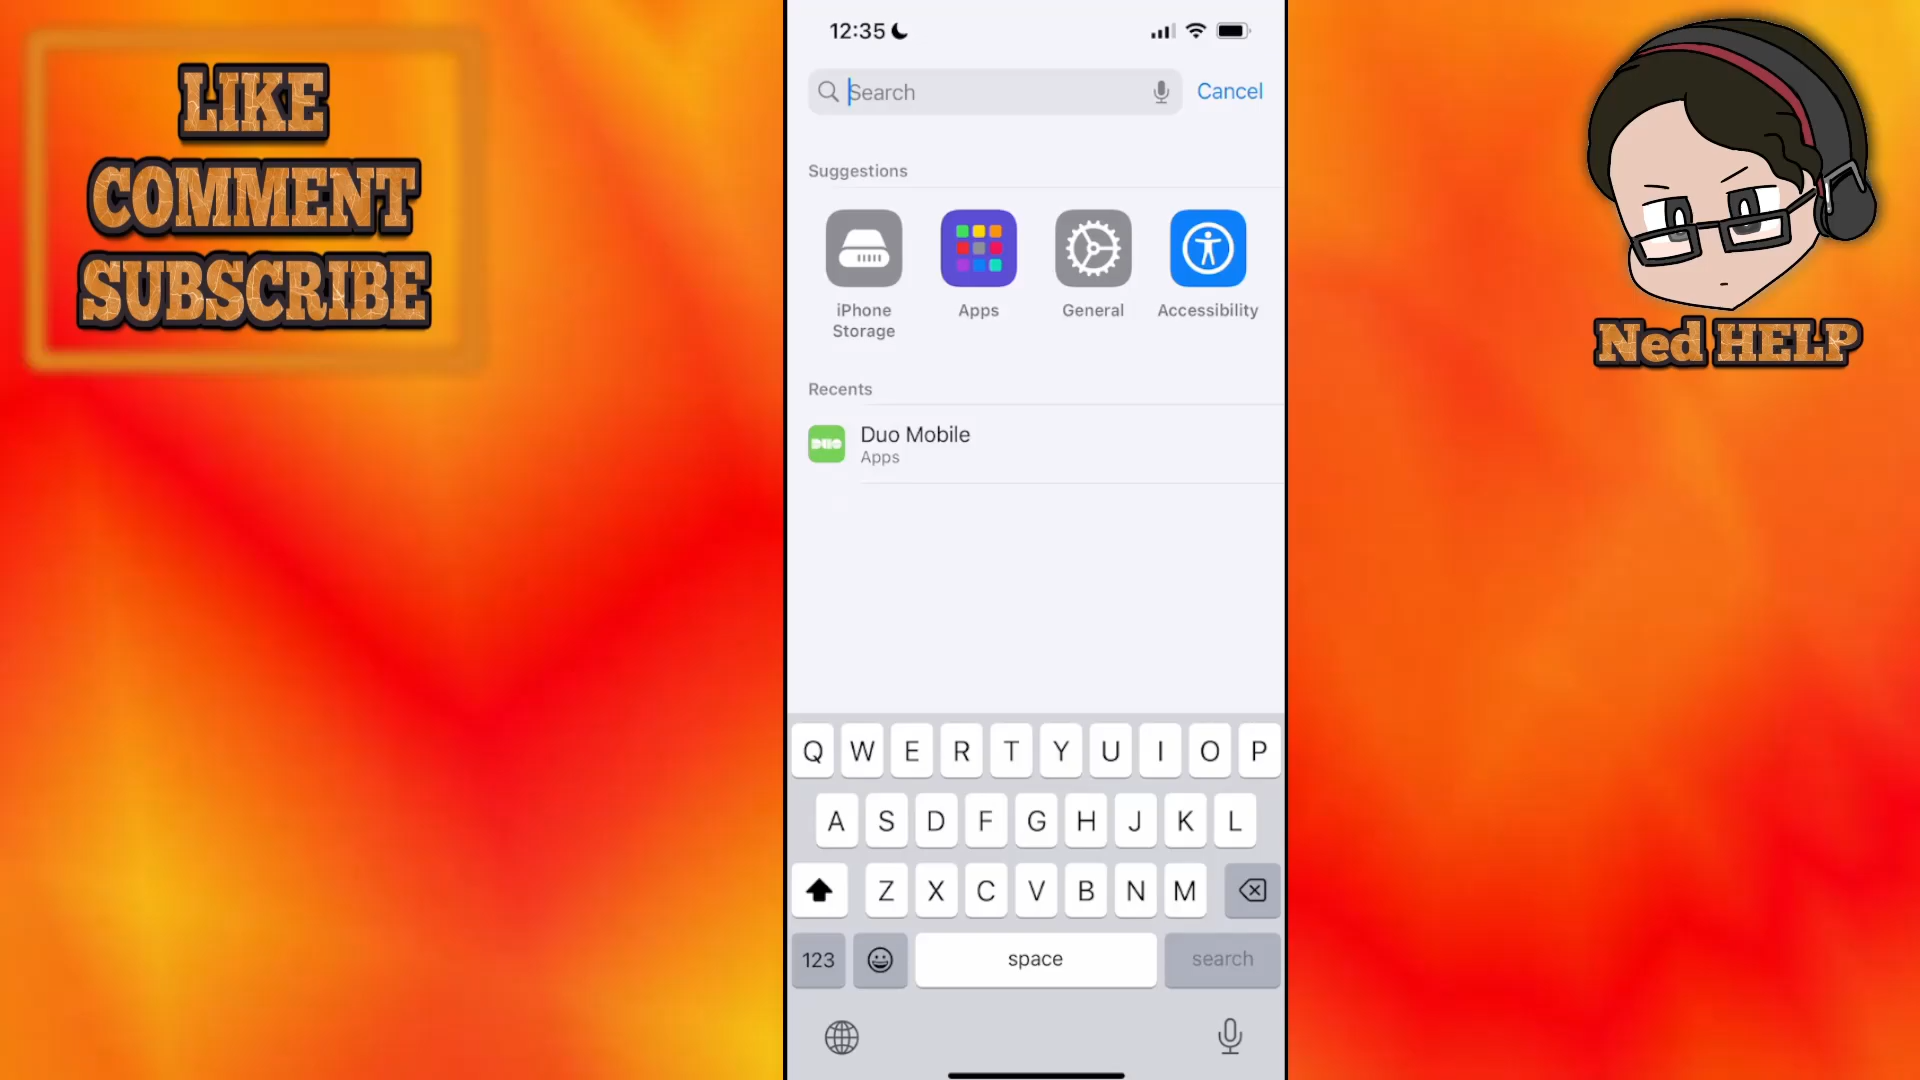 LIKE
COMMENT
SUBSCRIBE
12:35
Search
Cancel
Suggestions
iPhone
Storage
Apps
General
Accessibility
Recents
DUO
Duo Mobile
Apps
Q W E R T Y U I O P
A S D F G H J K L
Z X C V B N M
123
space
search
Ned HELP